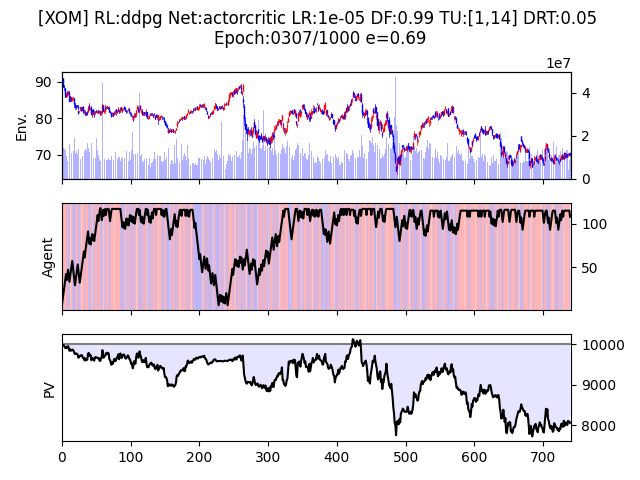 [XOM] RL:ddpg Net:actorcritic LR:1e-05 DF:0.99 TU:[1,14] DRT:0.05
Epoch:0307/1000 e=0.69
1e7
Env.
90
80
70
4
2
0
Agent
100
50
PV
10000
9000
8000
0 100 200 300 400 500 600 700